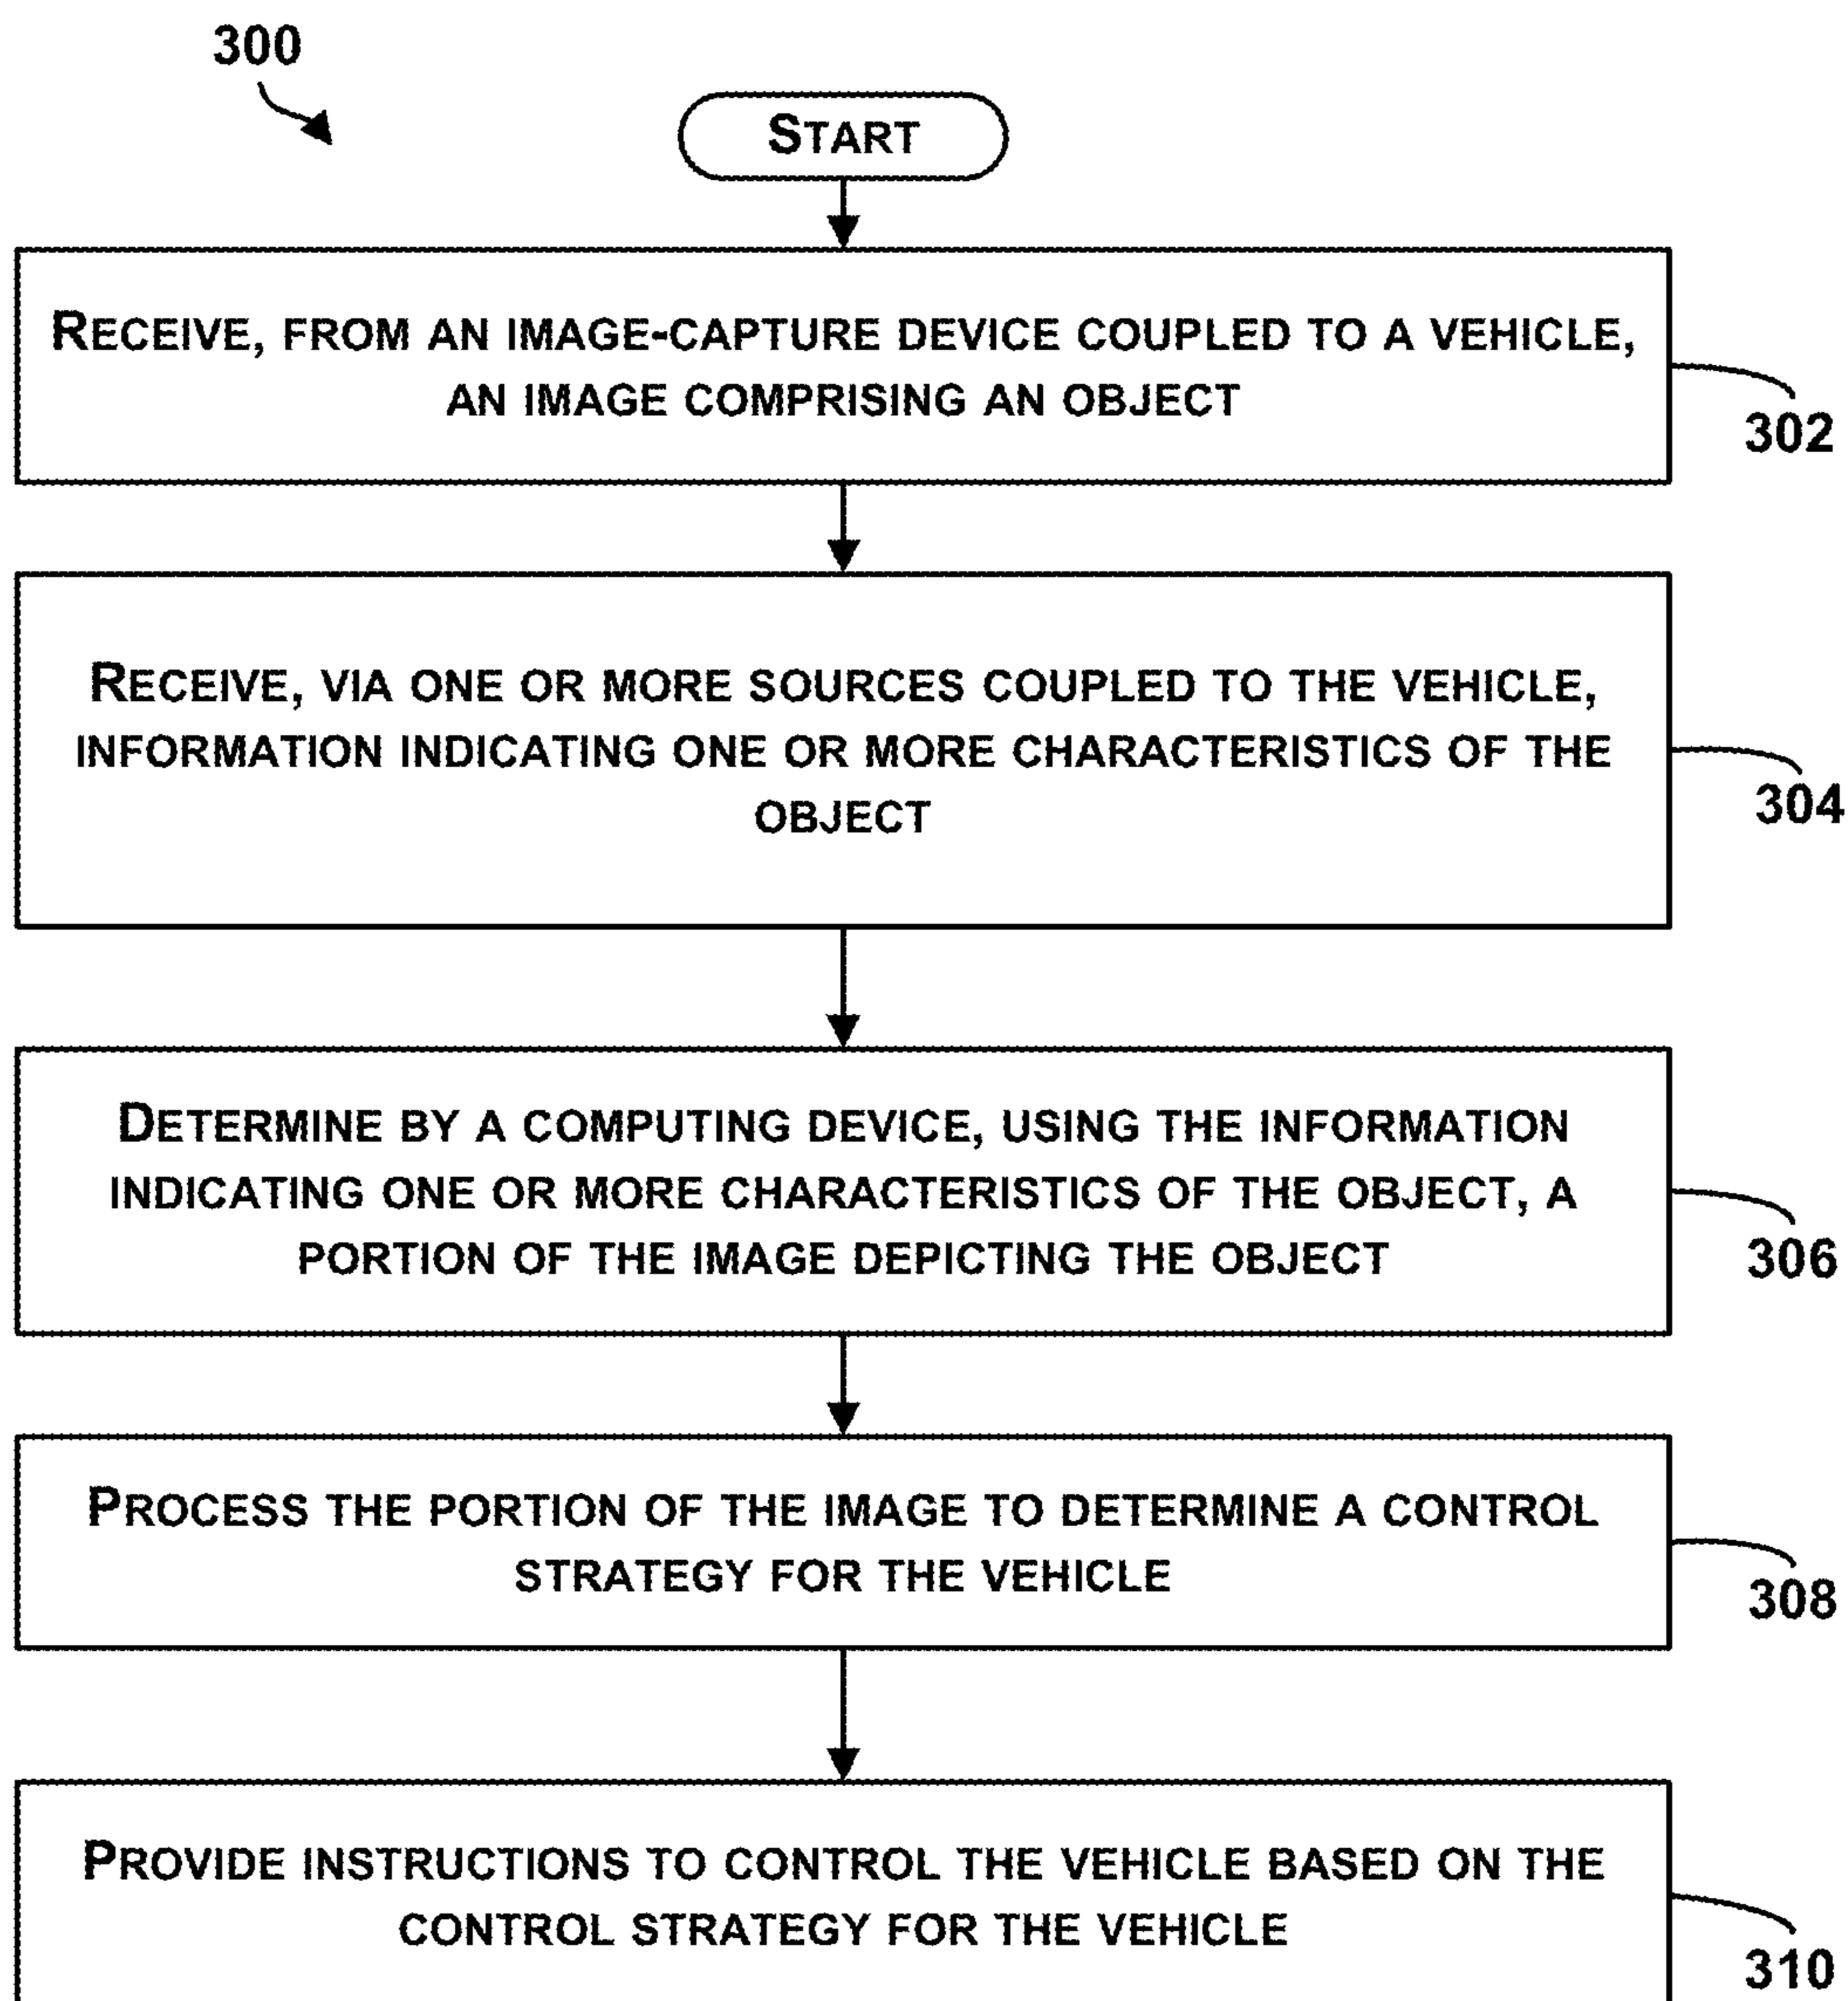 300
START
RECEIVE, FROM AN IMAGE-CAPTURE DEVICE COUPLED TO A VEHICLE,
AN IMAGE COMPRISING AN OBJECT
302
RECEIVE, VIA ONE OR MORE SOURCES COUPLED TO THE VEHICLE,
INFORMATION INDICATING ONE OR MORE CHARACTERISTICS OF THE
OBJECT
304
DETERMINE BY A COMPUTING DEVICE, USING THE INFORMATION
INDICATING ONE OR MORE CHARACTERISTICS OF THE OBJECT, A
PORTION OF THE IMAGE DEPICTING THE OBJECT
306
PROCESS THE PORTION OF THE IMAGE TO DETERMINE A CONTROL
STRATEGY FOR THE VEHICLE
308
PROVIDE INSTRUCTIONS TO CONTROL THE VEHICLE BASED ON THE
CONTROL STRATEGY FOR THE VEHICLE
310